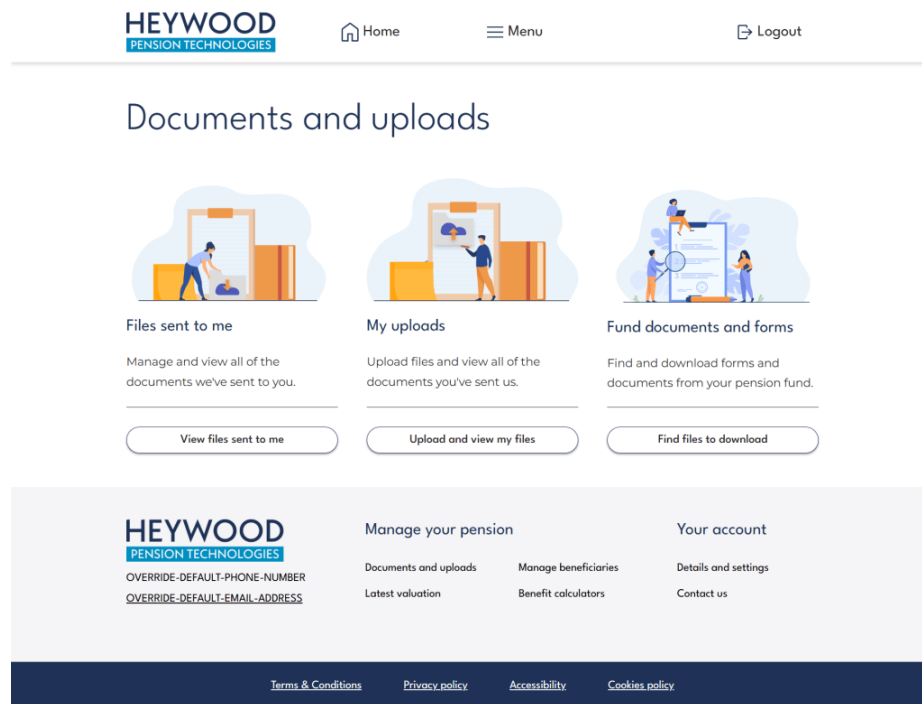 HEYWOOD
PENSION TECHNOLOGIES
Home
Menu
Logout
Documents and uploads
Files sent to me
Manage and view all of the
documents we've sent to you.
View files sent to me
My uploads
Upload files and view all of the
documents you've sent us.
Upload and view my files
Fund documents and forms
Find and download forms and
documents from your pension fund.
Find files to download
HEYWOOD
PENSION TECHNOLOGIES
OVERRIDE-DEFAULT-PHONE-NUMBER
OVERRIDE-DEFAULT-EMAIL-ADDRESS
Manage your pension
Documents and uploads
Manage beneficiaries
Latest valuation
Benefit calculators
Your account
Details and settings
Contact us
Terms & Conditions
Privacy policy
Accessibility
Cookies policy